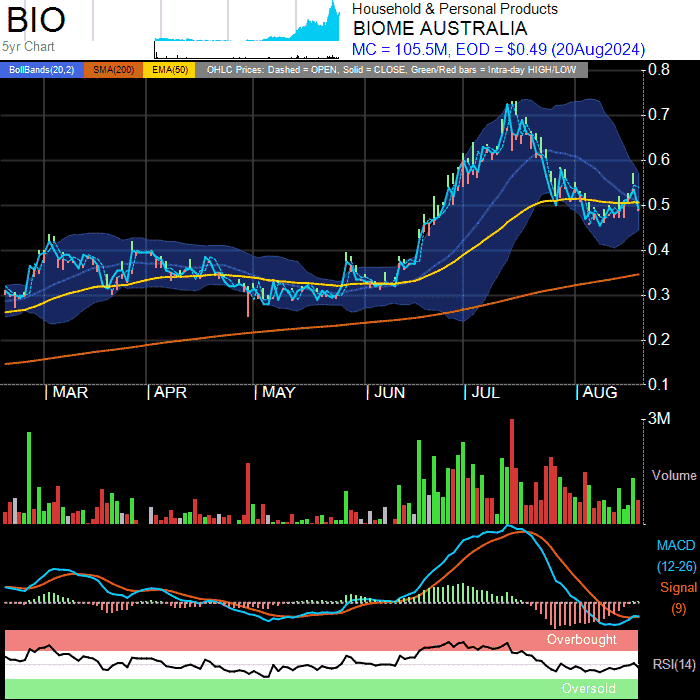 BIO
5yr Chart
Household & Personal Products
BIOME AUSTRALIA
MC = 105.5M, EOD = $0.49 (20Aug2024)
BollBands(20,2) SMA(200) EMA(50) OHLC Prices: Dashed = OPEN, Solid = CLOSE, Green/Red bars = Intra-day HIGH/LOW
0.8
0.7
0.6
0.5
0.4
0.3
0.2
0.1
MAR APR MAY JUN JUL AUG
3M
Volume
MACD
(12-26)
Signal
(9)
Overbought
RSI(14)
Oversold